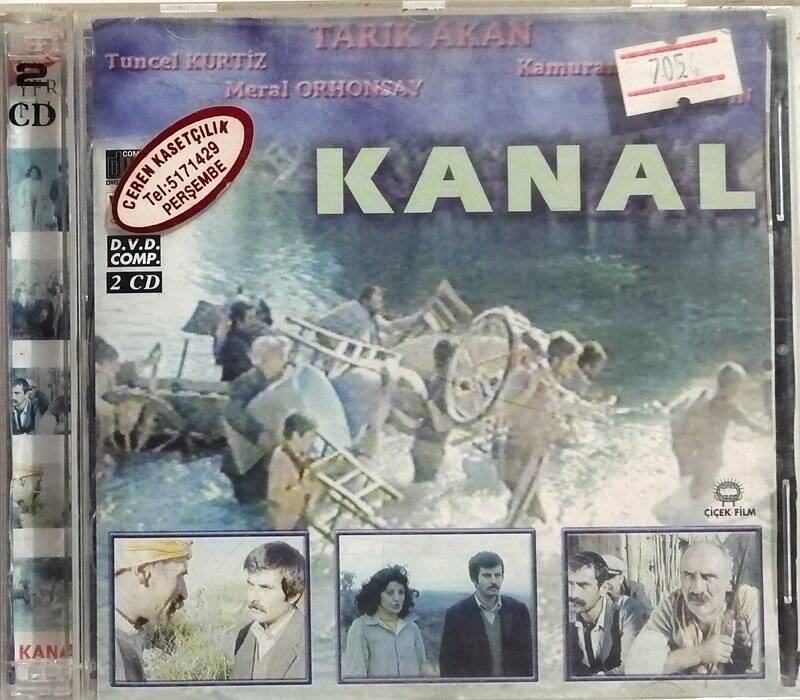 TARIK AKAN
Tuncel KURTİZ
Kamuran
Meral ORHONSAY
7054
2
CD
KANAL
CEREN KASETÇİLİK
Tel:5171429
PERŞEMBE
D.V.D.
COMP.
2 CD
ÇİÇEK FİLM
KANA